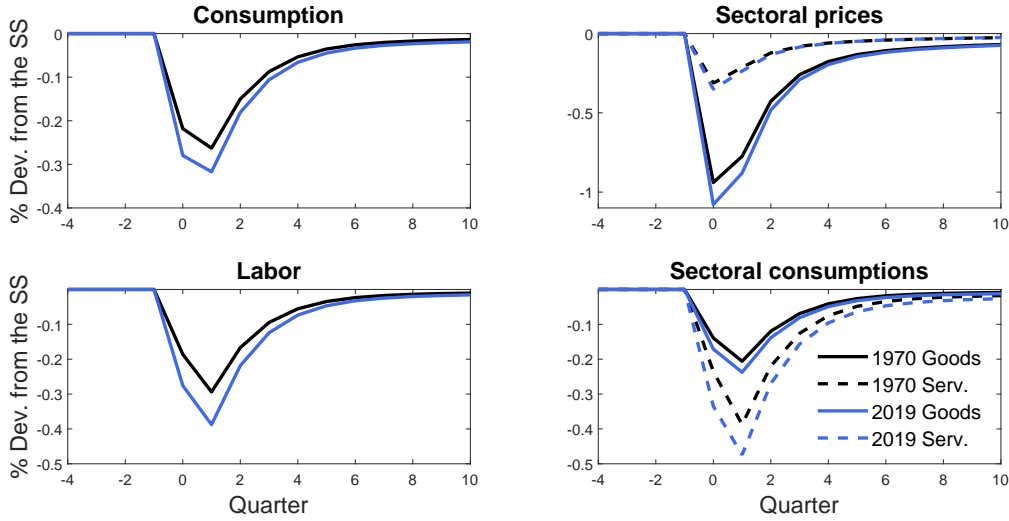 Consumption
% Dev. from the SS
0
-0.1
-0.2
-0.3
-0.4
-4 -2 0 2 4 6 8 10
Sectoral prices
0
-0.5
-1
-4 -2 0 2 4 6 8 10
Labor
% Dev. from the SS
-0.1
-0.2
-0.3
-0.4
-0.5
-4 -2 0 2 4 6 8 10
Quarter
Sectoral consumptions
-0.1
-0.2
-0.3
-0.4
-0.5
1970 Goods
1970 Serv.
2019 Goods
2019 Serv.
-4 -2 0 2 4 6 8 10
Quarter